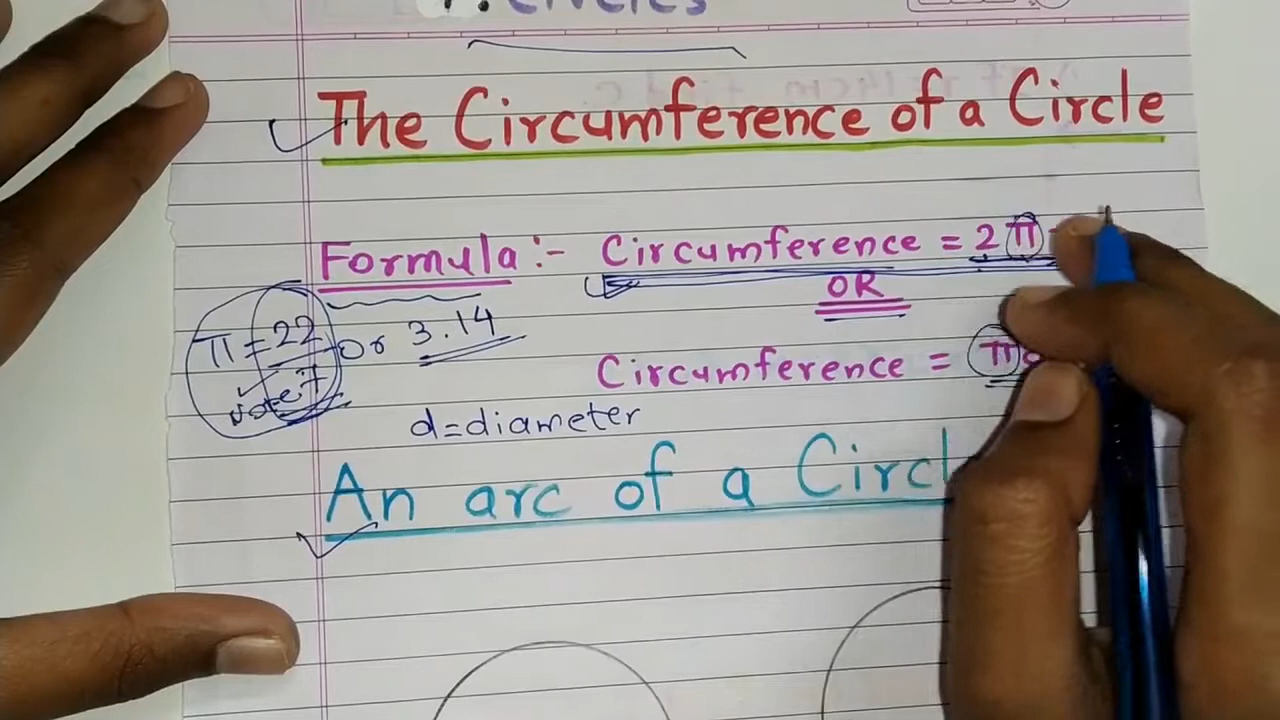 Circles
The Circumference of a Circle
Formula :- Circumference = 2π
OR
π = 22/7 or 3.14
Circumference = π
d=diameter
An arc of a Circl